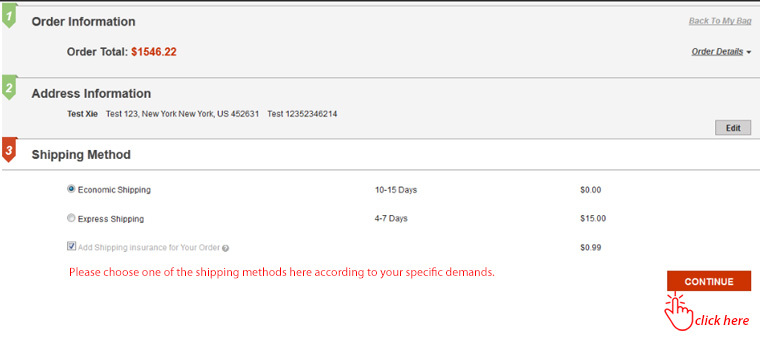 1
Order Information
Back To My Bag
Order Total: $1546.22
Order Details
2
Address Information
Test Xie Test 123, New York New York, US 452631 Test 12352346214
Edit
3
Shipping Method
Economic Shipping 10-15 Days $0.00
Express Shipping 4-7 Days $15.00
Add Shipping insurance for Your Order ? $0.99
Please choose one of the shipping methods here according to your specific demands.
CONTINUE
click here